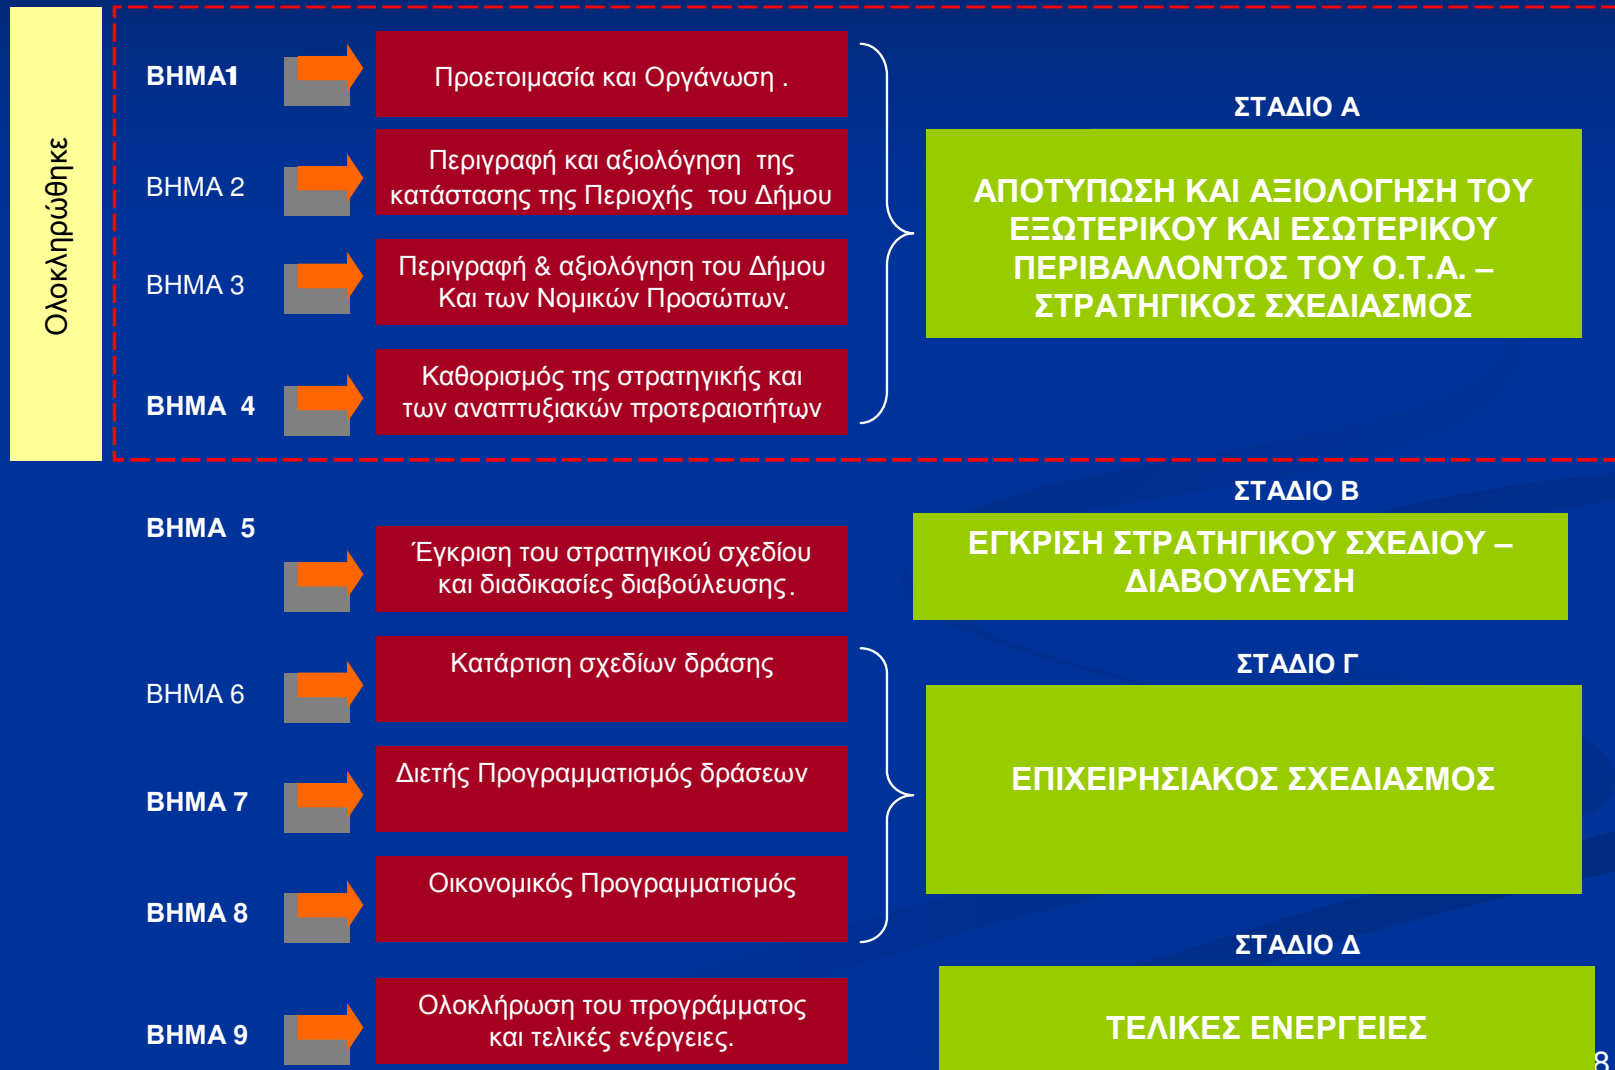 Ολοκληρώθηκε
ΒΗΜΑ1
Προετοιμασία και Οργάνωση .
ΒΗΜΑ 2
Περιγραφή και αξιολόγηση της
κατάστασης της Περιοχής του Δήμου
ΒΗΜΑ 3
Περιγραφή & αξιολόγηση του Δήμου
Και των Νομικών Προσώπων.
ΒΗΜΑ 4
Καθορισμός της στρατηγικής και
των αναπτυξιακών προτεραιοτήτων
ΣΤΑΔΙΟ Α
ΑΠΟΤΥΠΩΣΗ ΚΑΙ ΑΞΙΟΛΟΓΗΣΗ ΤΟΥ
ΕΞΩΤΕΡΙΚΟΥ ΚΑΙ ΕΣΩΤΕΡΙΚΟΥ
ΠΕΡΙΒΑΛΛΟΝΤΟΣ ΤΟΥ Ο.Τ.Α. –
ΣΤΡΑΤΗΓΙΚΟΣ ΣΧΕΔΙΑΣΜΟΣ
ΒΗΜΑ 5
Έγκριση του στρατηγικού σχεδίου
και διαδικασίες διαβούλευσης.
ΣΤΑΔΙΟ Β
ΕΓΚΡΙΣΗ ΣΤΡΑΤΗΓΙΚΟΥ ΣΧΕΔΙΟΥ –
ΔΙΑΒΟΥΛΕΥΣΗ
ΒΗΜΑ 6
Κατάρτιση σχεδίων δράσης
ΒΗΜΑ 7
Διετής Προγραμματισμός δράσεων
ΒΗΜΑ 8
Οικονομικός Προγραμματισμός
ΣΤΑΔΙΟ Γ
ΕΠΙΧΕΙΡΗΣΙΑΚΟΣ ΣΧΕΔΙΑΣΜΟΣ
ΒΗΜΑ 9
Ολοκλήρωση του προγράμματος
και τελικές ενέργειες.
ΣΤΑΔΙΟ Δ
ΤΕΛΙΚΕΣ ΕΝΕΡΓΕΙΕΣ
8